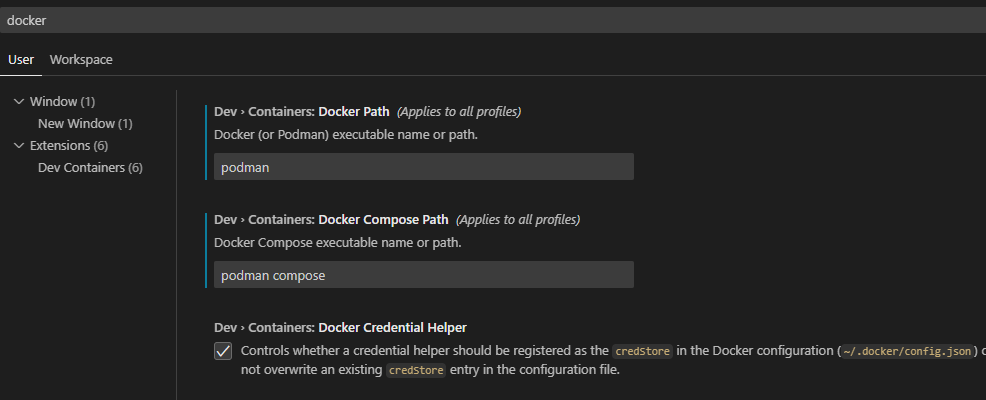 docker
User Workspace
Window (1)
New Window (1)
Extensions (6)
Dev Containers (6)
Dev › Containers: Docker Path (Applies to all profiles)
Docker (or Podman) executable name or path.
podman
Dev › Containers: Docker Compose Path (Applies to all profiles)
Docker Compose executable name or path.
podman compose
Dev › Containers: Docker Credential Helper
Controls whether a credential helper should be registered as the credStore in the Docker configuration (~/.docker/config.json)
not overwrite an existing credStore entry in the configuration file.